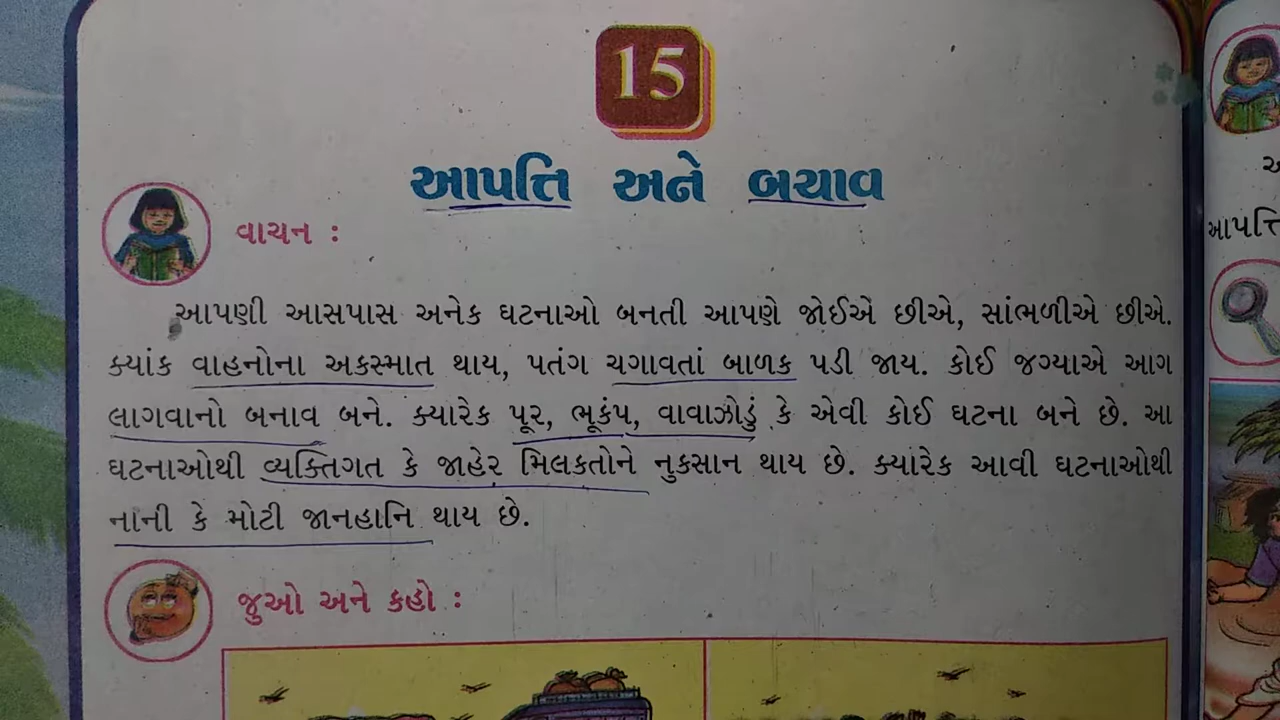 15
આપત્તિ અને બચાવ
વાચન :
આપણી આસપાસ અનેક ઘટનાઓ બનતી આપણે જોઈએ છીએ, સાંભળીએ છીએ.
ક્યાંક વાહનોના અકસ્માત થાય, પતંગ ચગાવતાં બાળક પડી જાય. કોઈ જગ્યાએ આગ
લાગવાનો બનાવ બને. ક્યારેક પૂર, ભૂકંપ, વાવાઝોડું કે એવી કોઈ ઘટના બને છે. આ
ઘટનાઓથી વ્યક્તિગત કે જાહેર મિલકતોને નુકસાન થાય છે. ક્યારેક આવી ઘટનાઓથી
નાની કે મોટી જાનહાનિ થાય છે.
જુઓ અને કહો :
આપત્તિ